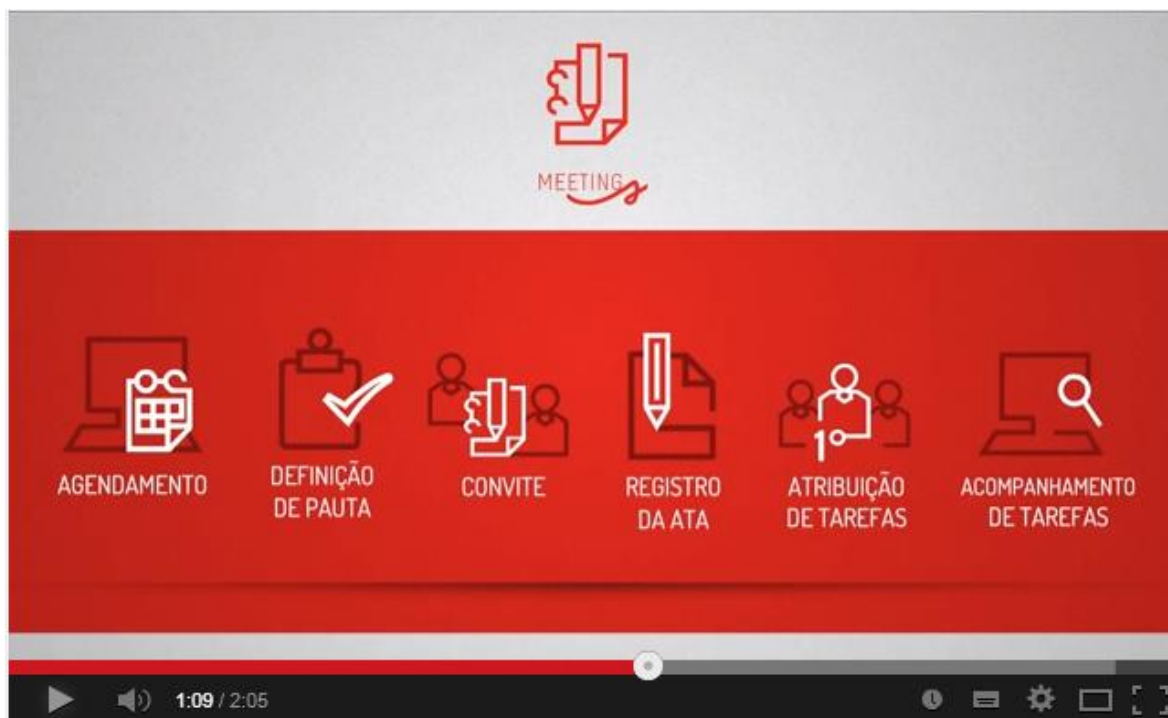 MEETINGS
AGENDAMENTO
DEFINIÇÃO
DE PAUTA
CONVITE
REGISTRO
DA ATA
1º
ATRIBUIÇÃO
DE TAREFAS
ACOMPANHAMENTO
DE TAREFAS
1:09 / 2:05